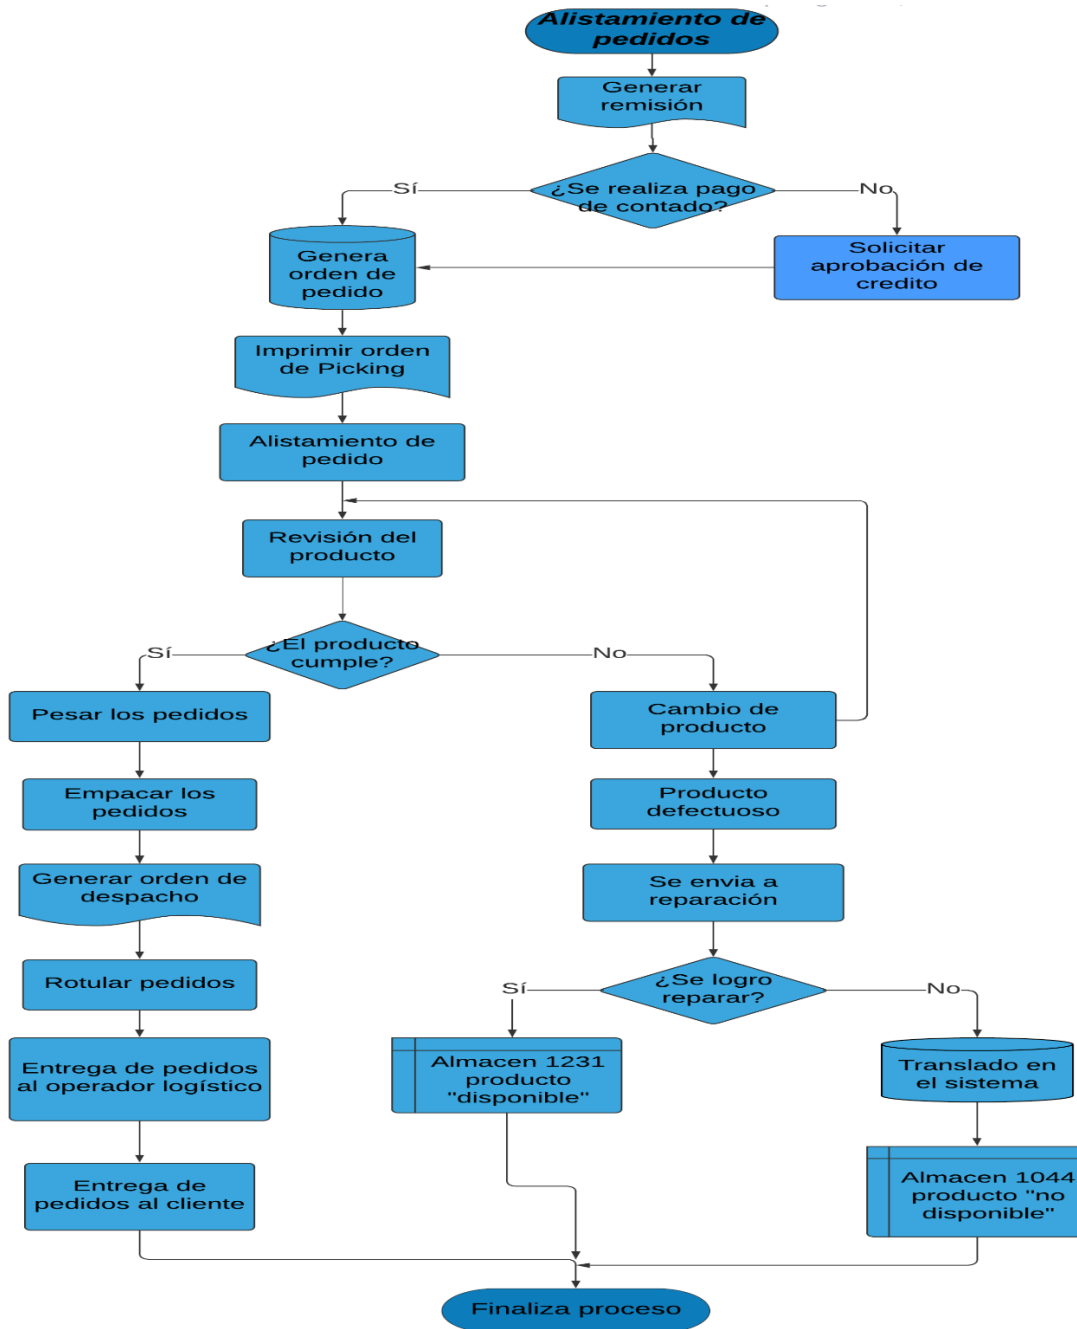 Alistamiento de
pedidos
Generar
remisión
¿Se realiza pago
de contado?
Sí
No
Genera
orden de
pedido
Solicitar
aprobación de
credito
Imprimir orden
de Picking
Alistamiento de
pedido
Revisión del
producto
¿El producto
cumple?
Sí
No
Pesar los pedidos
Cambio de
producto
Empacar los
pedidos
Producto
defectuoso
Generar orden de
despacho
Se envia a
reparación
Rotular pedidos
¿Se logro
reparar?
Sí
No
Entrega de pedidos
al operador logístico
Almacen 1231
producto
"disponible"
Translado en
el sistema
Entrega de
pedidos al cliente
Almacen 1044
producto "no
disponible"
Finaliza proceso